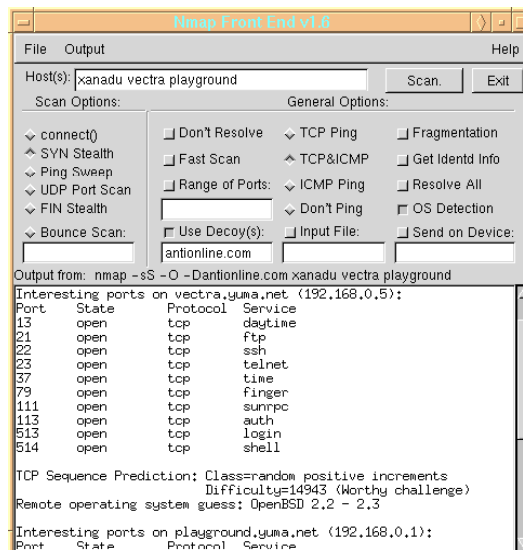 Nmap Front End v1.6
File Output Help
Host(s): xanadu vectra playground Scan. Exit
Scan Options: General Options:
connect() Don't Resolve TCP Ping Fragmentation
SYN Stealth Fast Scan TCP&ICMP Get Identd Info
Ping Sweep Range of Ports: ICMP Ping Resolve All
UDP Port Scan
FIN Stealth Don't Ping OS Detection
Bounce Scan: Use Decoy(s): Input File: Send on Device:
antionline.com
Output from: nmap -sS -O -Dantionline.com xanadu vectra playground
Interesting ports on vectra.yuma.net (192.168.0.5):
Port State Protocol Service
13 open tcp daytime
21 open tcp ftp
22 open tcp ssh
23 open tcp telnet
37 open tcp time
79 open tcp finger
111 open tcp sunrpc
113 open tcp auth
513 open tcp login
514 open tcp shell
TCP Sequence Prediction: Class=random positive increments
Difficulty=14943 (Worthy challenge)
Remote operating system guess: OpenBSD 2.2 - 2.3
Interesting ports on playground.yuma.net (192.168.0.1):
Port State Protocol Service